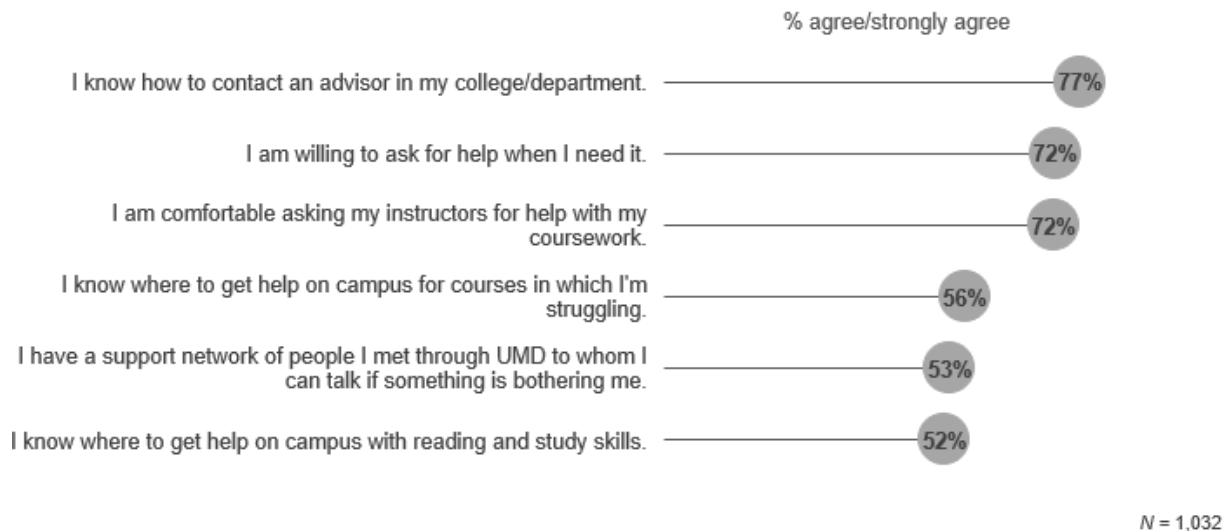 % agree/strongly agree
I know how to contact an advisor in my college/department.
77%
I am willing to ask for help when I need it.
72%
I am comfortable asking my instructors for help with my
coursework.
72%
I know where to get help on campus for courses in which I'm
struggling.
56%
I have a support network of people I met through UMD to whom I
can talk if something is bothering me.
53%
I know where to get help on campus with reading and study skills.
52%
N = 1,032